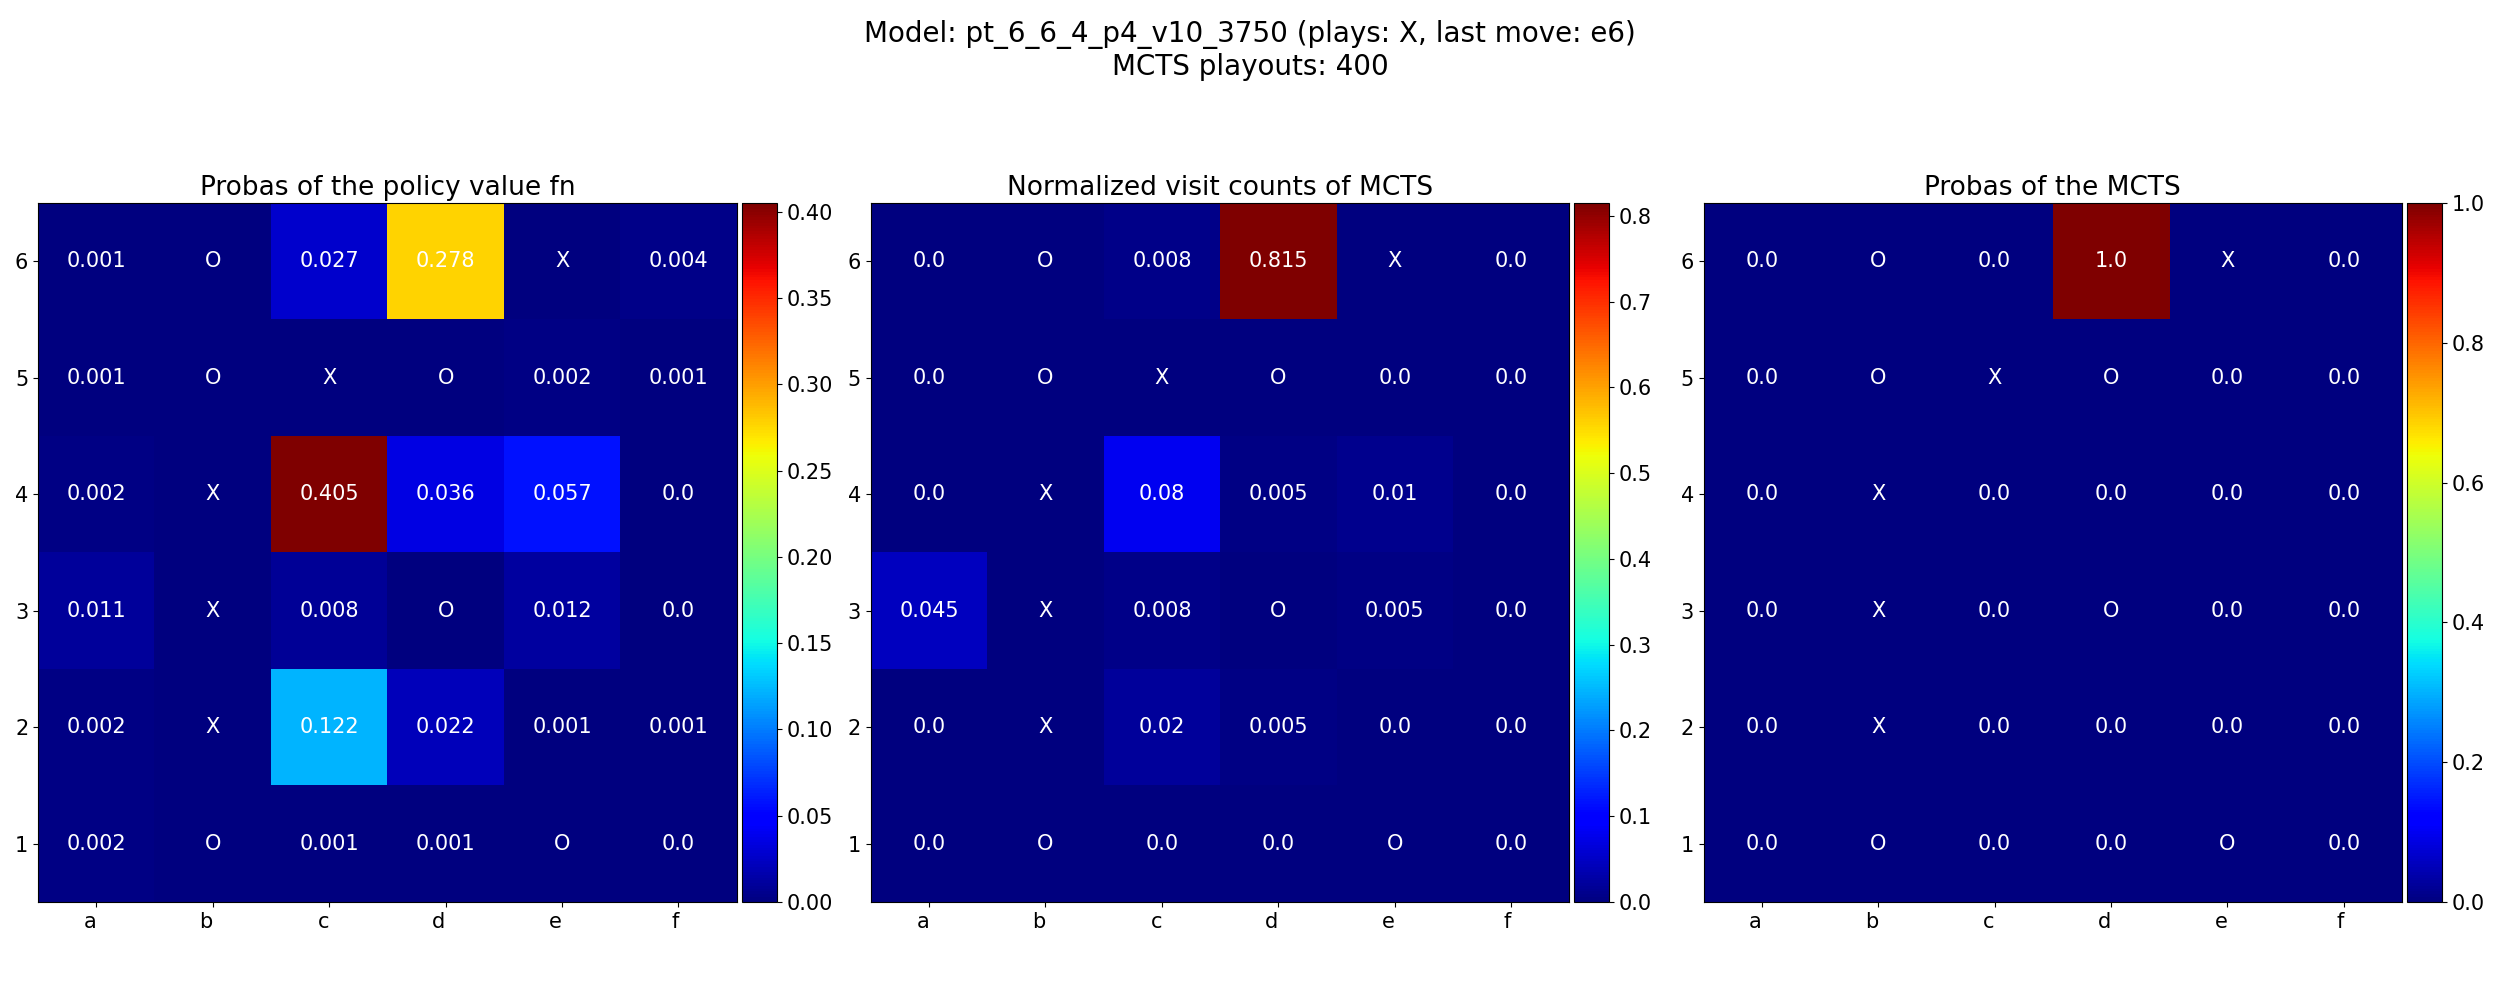 Model: pt_6_6_4_p4_v10_3750 (plays: X, last move: e6)
MCTS playouts: 400
Probas of the policy value fn
6 0.001 O 0.027 0.278 X 0.004
5 0.001 O X O 0.002 0.001
4 0.002 X 0.405 0.036 0.057 0.0
3 0.011 X 0.008 O 0.012 0.0
2 0.002 X 0.122 0.022 0.001 0.001
1 0.002 O 0.001 0.001 O 0.0
a b c d e f
0.40
0.35
0.30
0.25
0.20
0.15
0.10
0.05
0.00
Normalized visit counts of MCTS
6 0.0 O 0.008 0.815 X 0.0
5 0.0 O X O 0.0 0.0
4 0.0 X 0.08 0.005 0.01 0.0
3 0.045 X 0.008 O 0.005 0.0
2 0.0 X 0.02 0.005 0.0 0.0
1 0.0 O 0.0 0.0 O 0.0
a b c d e f
0.8
0.7
0.6
0.5
0.4
0.3
0.2
0.1
0.0
Probas of the MCTS
6 0.0 O 0.0 1.0 X 0.0
5 0.0 O X O 0.0 0.0
4 0.0 X 0.0 0.0 0.0 0.0
3 0.0 X 0.0 O 0.0 0.0
2 0.0 X 0.0 0.0 0.0 0.0
1 0.0 O 0.0 0.0 O 0.0
a b c d e f
1.0
0.8
0.6
0.4
0.2
0.0